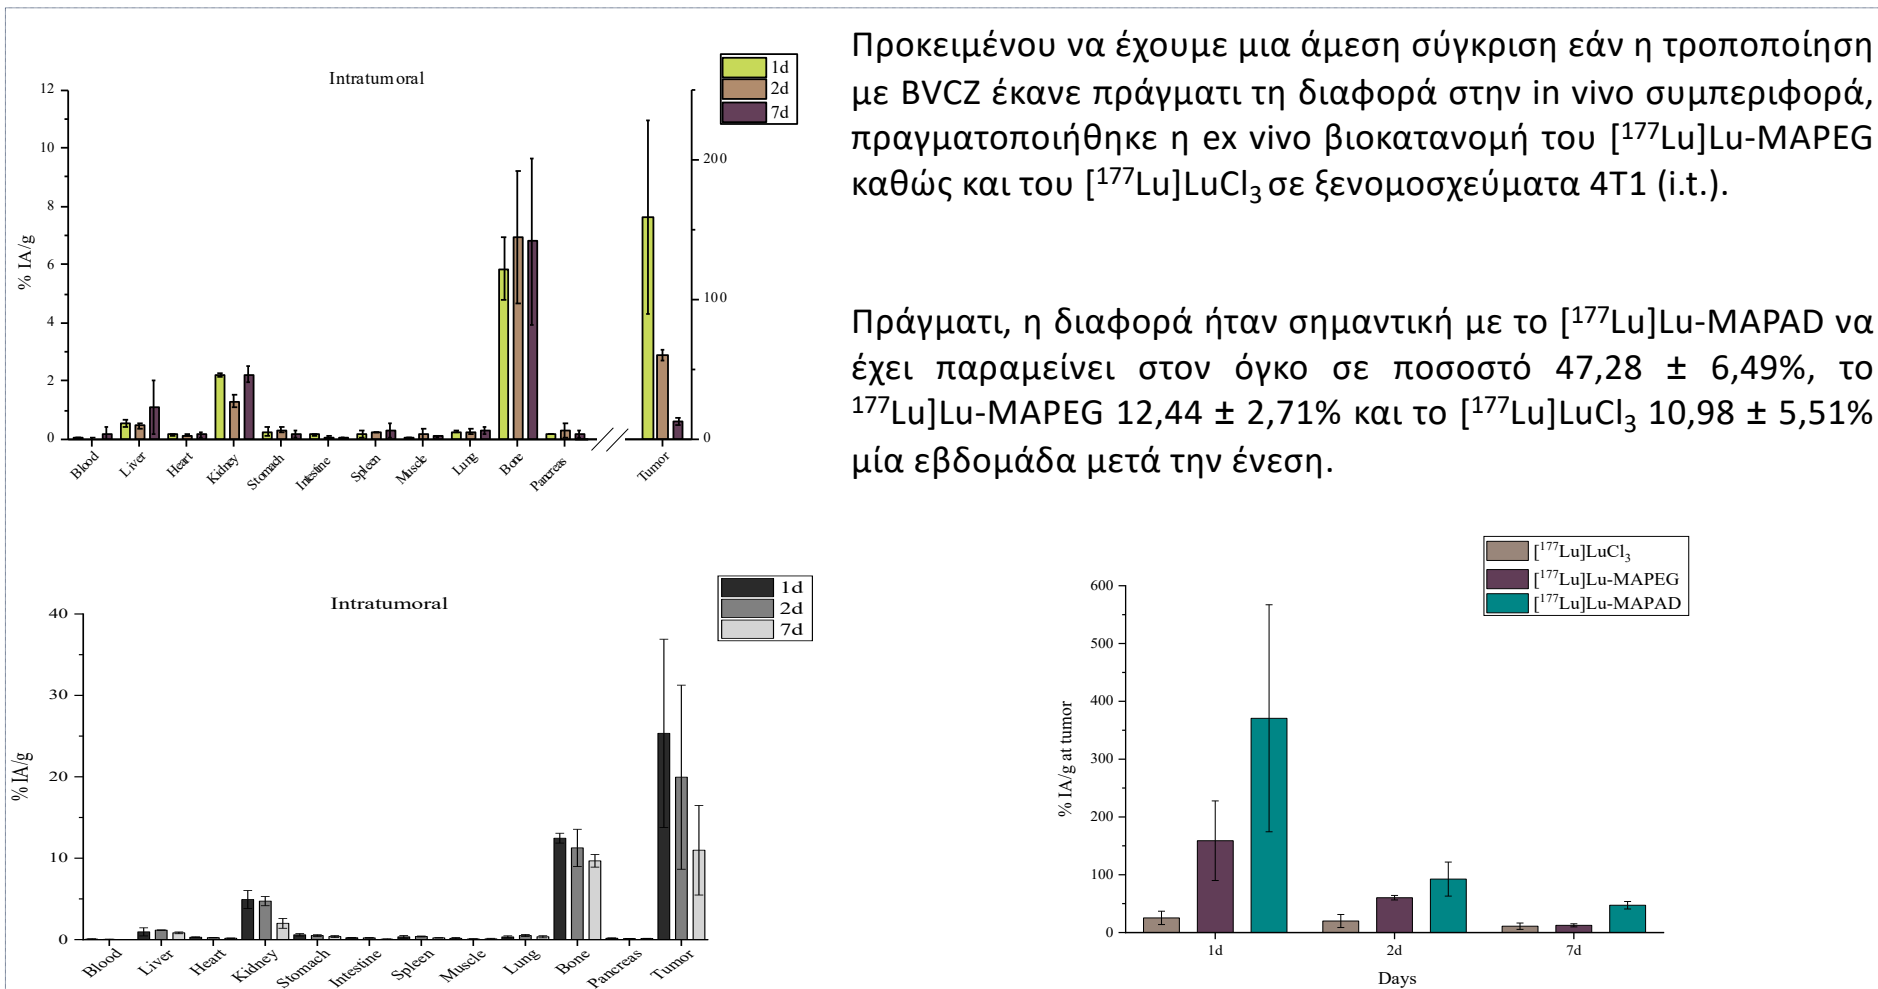 Intratumoral
1d
2d
7d
12
10
8
6
4
2
0
% IA/g
200
100
0
Blood
Liver
Heart
Kidney
Stomach
Intestine
Spleen
Muscle
Lung
Bone
Pancreas
Tumor
Προκειμένου να έχουμε μια άμεση σύγκριση εάν η τροποποίηση
με BVCZ έκανε πράγματι τη διαφορά στην in vivo συμπεριφορά,
πραγματοποιήθηκε η ex vivo βιοκατανομή του [¹⁷⁷Lu]Lu-MAPEG
καθώς και του [¹⁷⁷Lu]LuCl₃ σε ξενομοσχεύματα 4T1 (i.t.).
Πράγματι, η διαφορά ήταν σημαντική με το [¹⁷⁷Lu]Lu-MAPAD να
έχει παραμείνει στον όγκο σε ποσοστό 47,28 ± 6,49%, το
¹⁷⁷Lu]Lu-MAPEG 12,44 ± 2,71% και το [¹⁷⁷Lu]LuCl₃ 10,98 ± 5,51%
μία εβδομάδα μετά την ένεση.
Intratumoral
1d
2d
7d
40
30
20
10
0
% IA/g
Blood
Liver
Heart
Kidney
Stomach
Intestine
Spleen
Muscle
Lung
Bone
Pancreas
Tumor
[¹⁷⁷Lu]LuCl₃
[¹⁷⁷Lu]Lu-MAPEG
[¹⁷⁷Lu]Lu-MAPAD
600
500
400
300
200
100
0
% IA/g at tumor
1d
2d
7d
Days